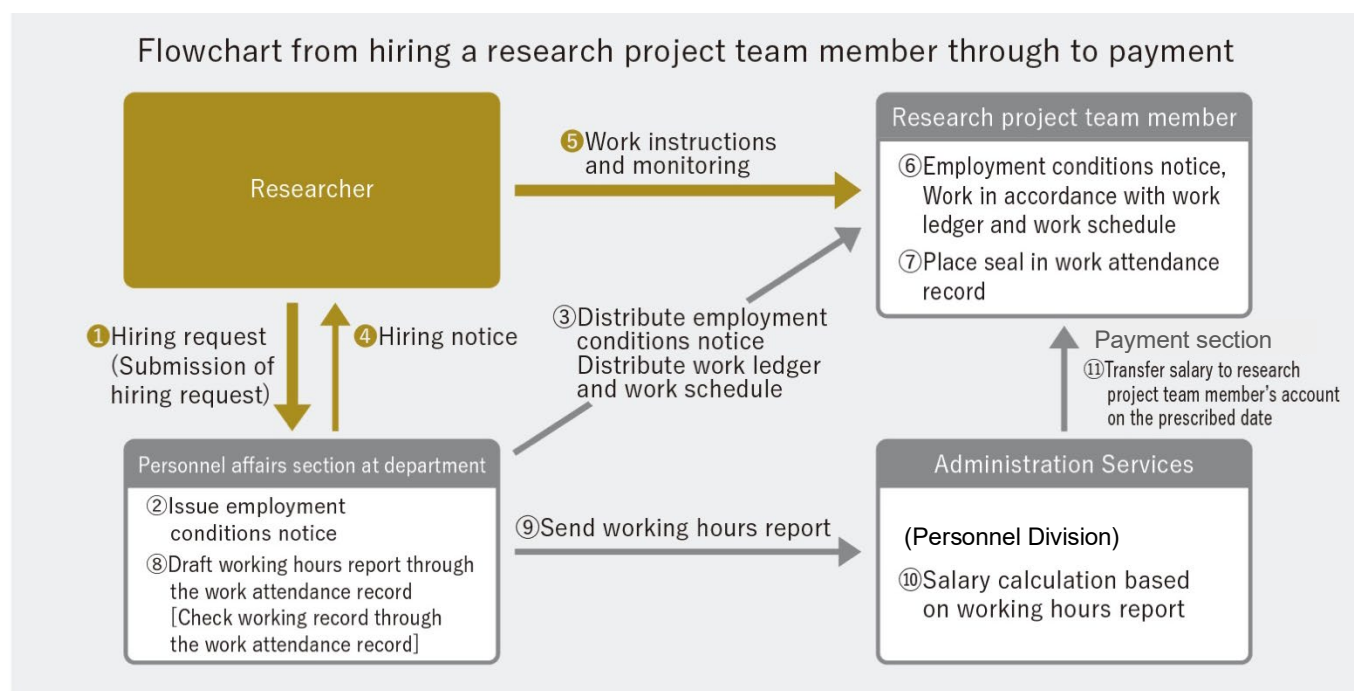 Flowchart from hiring a research project team member through to payment
Researcher
❺Work instructions
and monitoring
Research project team member
⑥Employment conditions notice,
Work in accordance with work
ledger and work schedule
⑦Place seal in work attendance
record
❶Hiring request
(Submission of
hiring request)
❹Hiring notice
③Distribute employment
conditions notice
Distribute work ledger
and work schedule
Payment section
⑪Transfer salary to research
project team member’s account
on the prescribed date
Personnel affairs section at department
②Issue employment
conditions notice
⑧Draft working hours report through
the work attendance record
[Check working record through
the work attendance record]
⑨Send working hours report
Administration Services
(Personnel Division)
⑩Salary calculation based
on working hours report